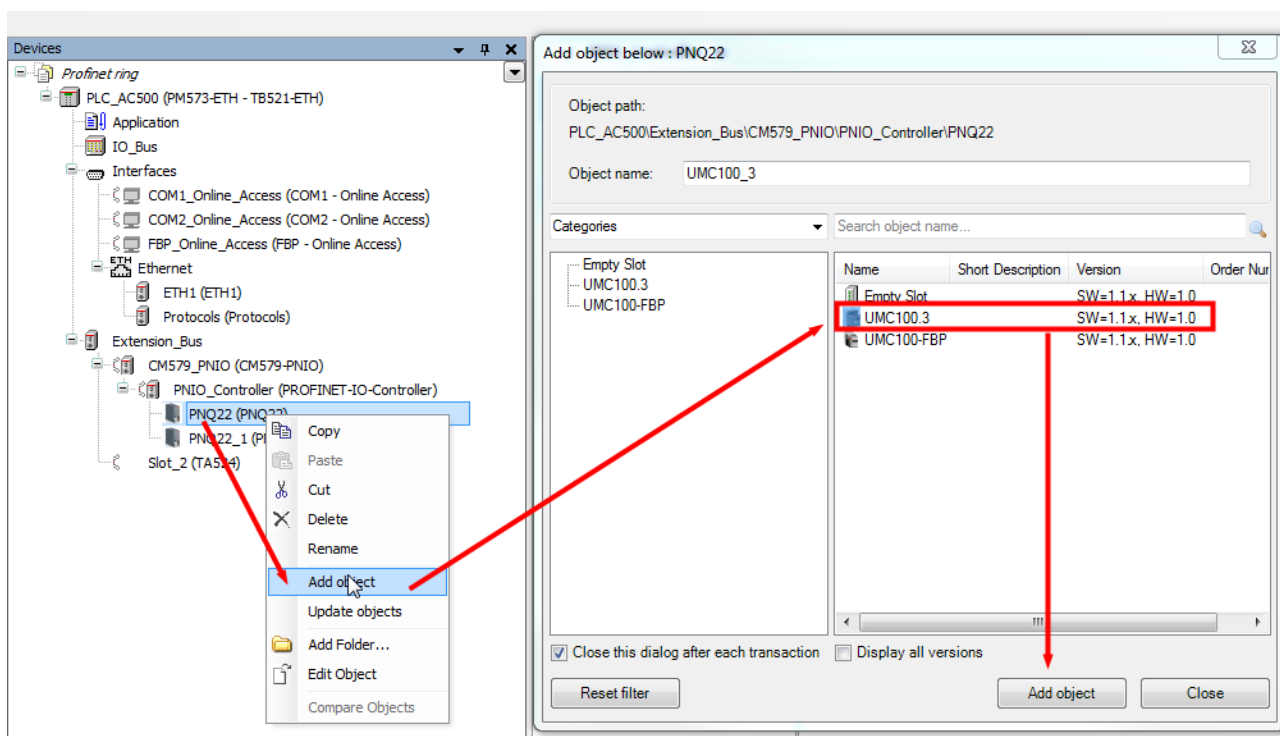 Devices
Profinet ring
PLC_AC500 (PM573-ETH - TB521-ETH)
Application
IO_Bus
Interfaces
COM1_Online_Access (COM1 - Online Access)
COM2_Online_Access (COM2 - Online Access)
FBP_Online_Access (FBP - Online Access)
ETH
Ethernet
ETH1 (ETH1)
Protocols (Protocols)
Extension_Bus
CM579_PNIO (CM579-PNIO)
PNIO_Controller (PROFINET-IO-Controller)
PNQ22 (PNQ22)
PNQ22_1
Slot_2 (TA524)
Copy
Paste
Cut
Delete
Rename
Add object
Update objects
Add Folder...
Edit Object
Compare Objects
Add object below : PNQ22
Object path:
PLC_AC500\Extension_Bus\CM579_PNIO\PNIO_Controller\PNQ22
Object name: UMC100_3
Categories
Search object name...
Empty Slot
UMC100.3
UMC100-FBP
Name Short Description Version Order Nur
Empty Slot SW=1.1.x, HW=1.0
UMC100.3 SW=1.1.x, HW=1.0
UMC100-FBP SW=1.1.x, HW=1.0
Close this dialog after each transaction
Display all versions
Reset filter
Add object
Close